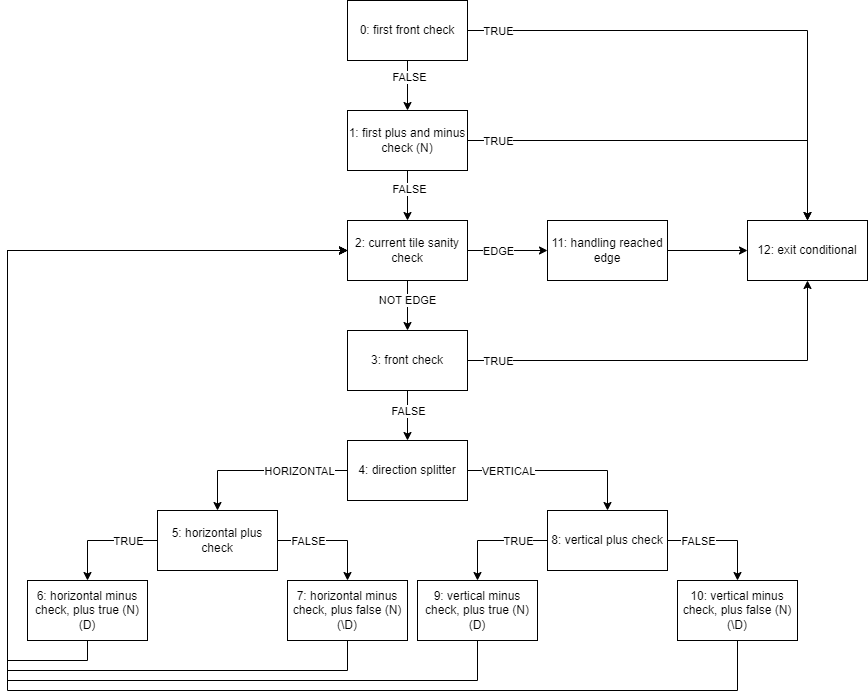 0: first front check
TRUE
FALSE
1: first plus and minus
check (N)
TRUE
FALSE
2: current tile sanity
check
EDGE
11: handling reached
edge
12: exit conditional
NOT EDGE
3: front check
TRUE
FALSE
4: direction splitter
HORIZONTAL
VERTICAL
5: horizontal plus
check
TRUE
FALSE
8: vertical plus check
TRUE
FALSE
6: horizontal minus
check, plus true (N)
(D)
7: horizontal minus
check, plus false (N)
(\D)
9: vertical minus
check, plus true (N)
(D)
10: vertical minus
check, plus false (N)
(\D)